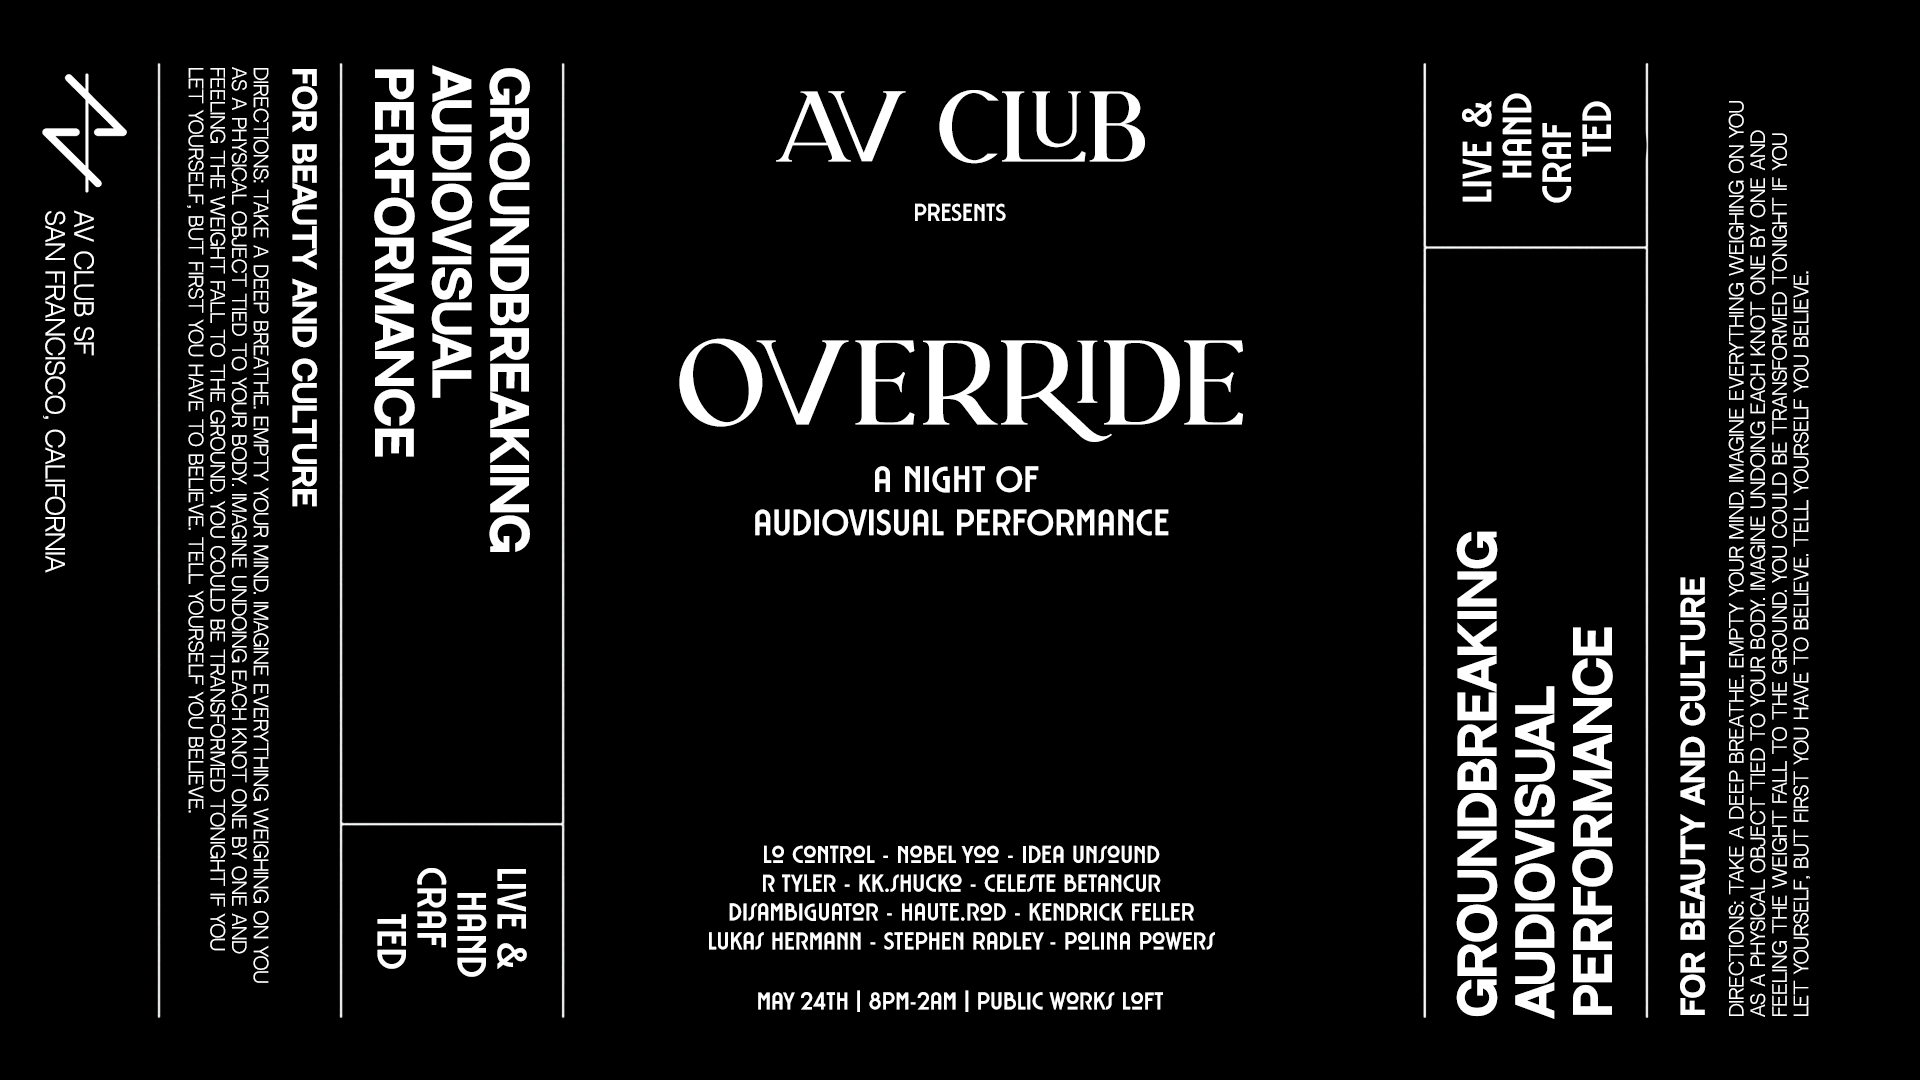 AV CLUB SF
SAN FRANCISCO, CALIFORNIA
FOR BEAUTY AND CULTURE
DIRECTIONS: TAKE A DEEP BREATHE. EMPTY YOUR MIND. IMAGINE EVERYTHING WEIGHING ON YOU
AS A PHYSICAL OBJECT TIED TO YOUR BODY. IMAGINE UNDOING EACH KNOT ONE BY ONE AND
FEELING THE WEIGHT FALL TO THE GROUND. YOU COULD BE TRANSFORMED TONIGHT IF YOU
LET YOURSELF, BUT FIRST YOU HAVE TO BELIEVE. TELL YOURSELF YOU BELIEVE.
GROUNDBREAKING
AUDIOVISUAL
PERFORMANCE
LIVE &
HAND
CRAF
TED
AV CLUB
PRESENTS
OVERRIDE
A NIGHT OF
AUDIOVISUAL PERFORMANCE
LO CONTROL - NOBEL YOO - IDEA UNSOUND
R TYLER - KK.SHUCKO - CELESTE BETANCUR
DISAMBIGUATOR - HAUTE.ROD - KENDRICK FELLER
LUKAS HERMANN - STEPHEN RADLEY - POLINA POWERS
MAY 24TH | 8PM-2AM | PUBLIC WORKS LOFT
LIVE &
HAND
CRAF
TED
GROUNDBREAKING
AUDIOVISUAL
PERFORMANCE
FOR BEAUTY AND CULTURE
DIRECTIONS: TAKE A DEEP BREATHE. EMPTY YOUR MIND. IMAGINE EVERYTHING WEIGHING ON YOU
AS A PHYSICAL OBJECT TIED TO YOUR BODY. IMAGINE UNDOING EACH KNOT ONE BY ONE AND
FEELING THE WEIGHT FALL TO THE GROUND. YOU COULD BE TRANSFORMED TONIGHT IF YOU
LET YOURSELF, BUT FIRST YOU HAVE TO BELIEVE. TELL YOURSELF YOU BELIEVE.